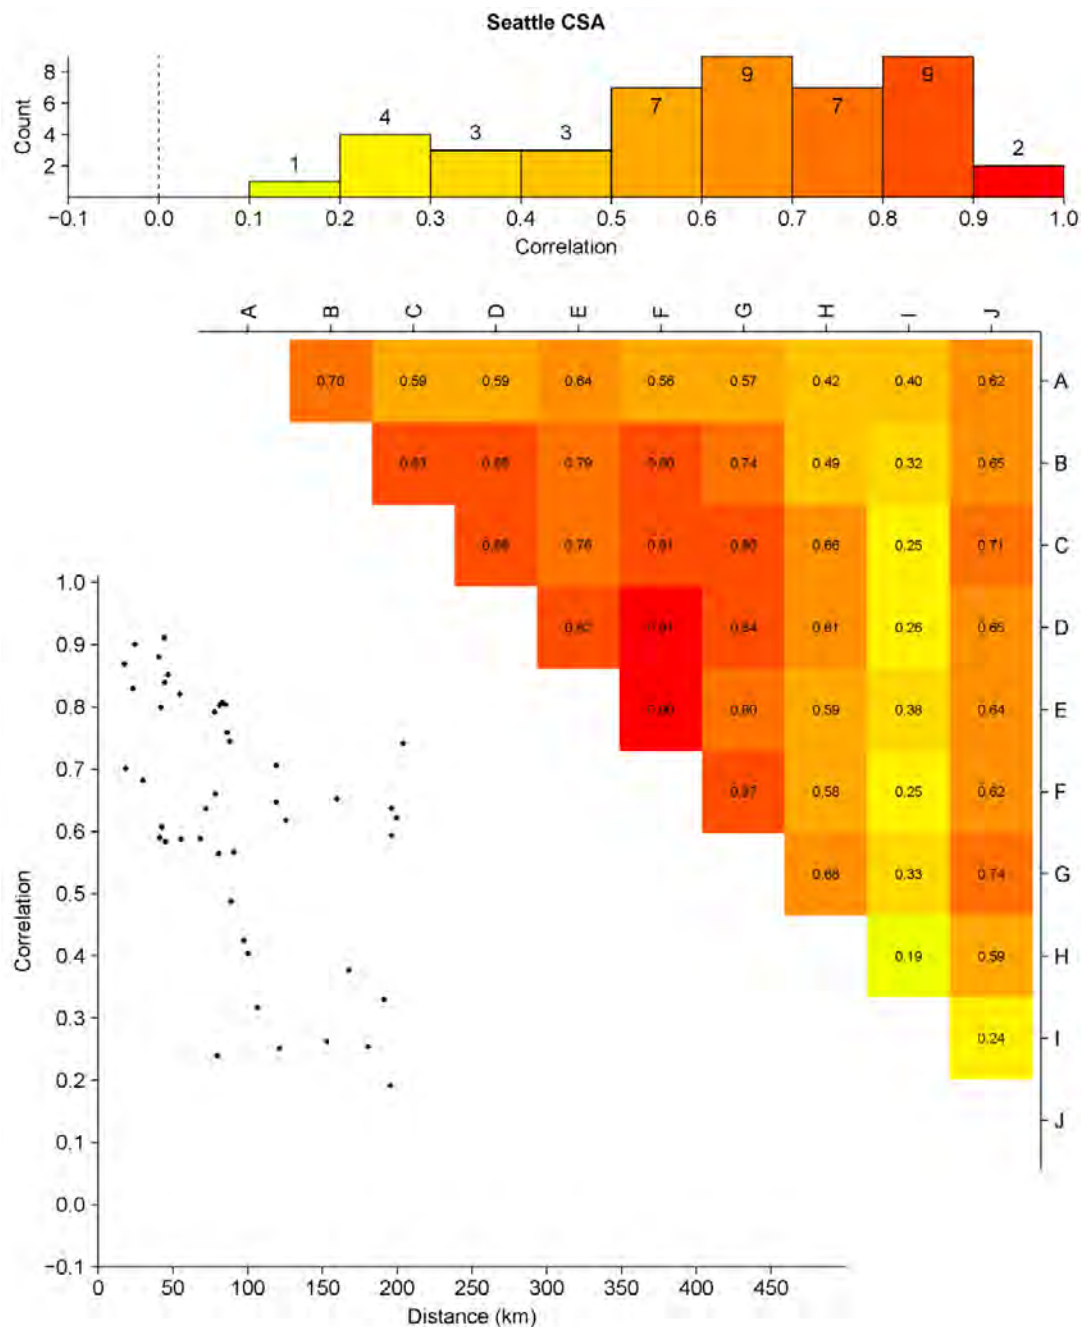 Seattle CSA
Count
8
6
4
2
1
4
3
3
7
9
7
9
2
−0.1 0.0 0.1 0.2 0.3 0.4 0.5 0.6 0.7 0.8 0.9 1.0
Correlation
A B C D E F G H I J
0.70 0.59 0.59 0.64 0.56 0.57 0.42 0.40 0.62 A
0.79 0.74 0.49 0.32 0.65 B
0.76 0.66 0.25 0.71 C
0.84 0.61 0.26 0.65 D
0.59 0.38 0.64 E
0.58 0.25 0.62 F
0.68 0.33 0.74 G
0.19 0.59 H
0.24 I
J
Correlation
1.0
0.9
0.8
0.7
0.6
0.5
0.4
0.3
0.2
0.1
0.0
−0.1
0 50 100 150 200 250 300 350 400 450
Distance (km)